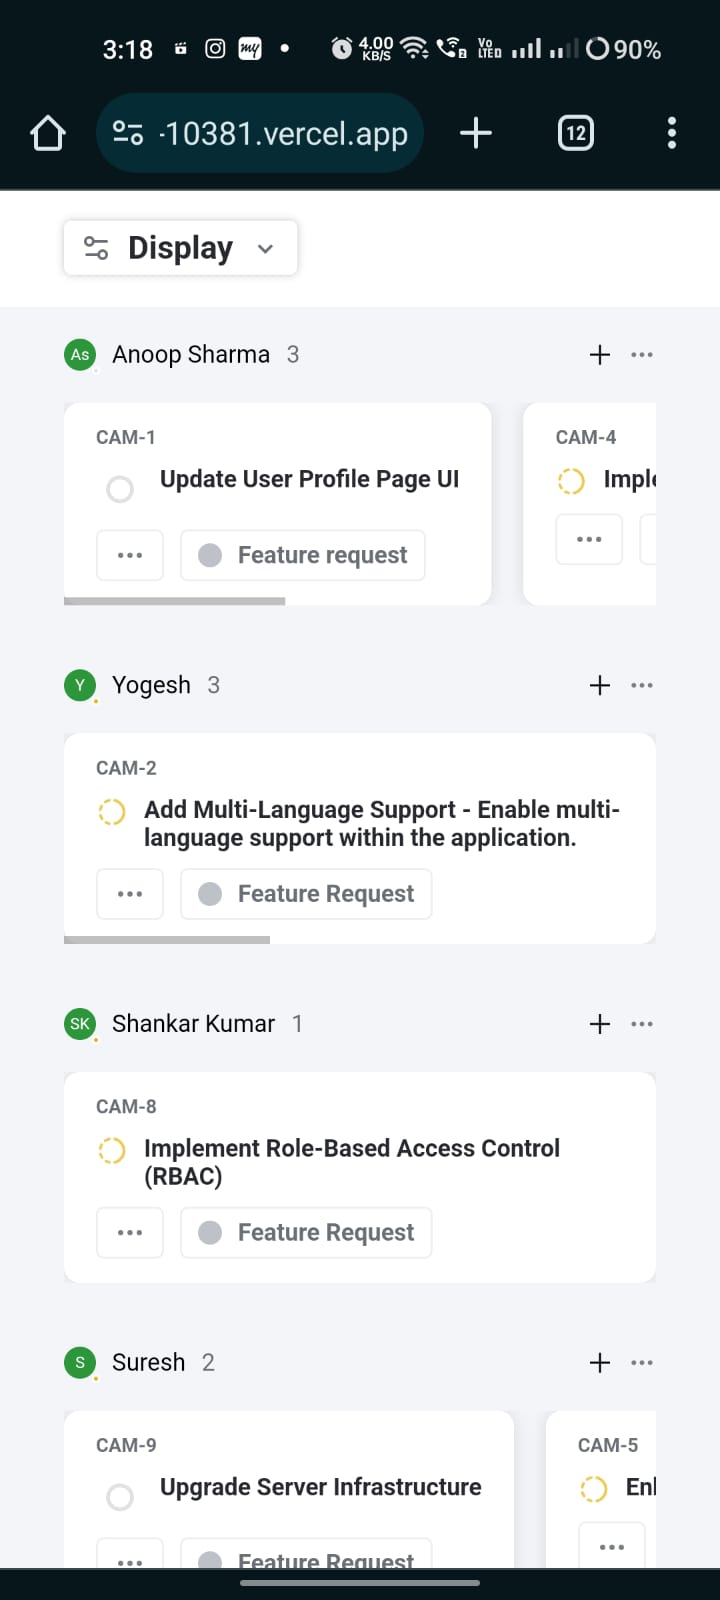 3:18 my 4.00 KB/S Vo LTED 90%
-10381.vercel.app 12
Display
As Anoop Sharma 3
CAM-1 CAM-4
Update User Profile Page UI Impl
Feature request
Y Yogesh 3
CAM-2
Add Multi-Language Support - Enable multi-
language support within the application.
Feature Request
SK Shankar Kumar 1
CAM-8
Implement Role-Based Access Control
(RBAC)
Feature Request
S Suresh 2
CAM-9 CAM-5
Upgrade Server Infrastructure En
Feature Request